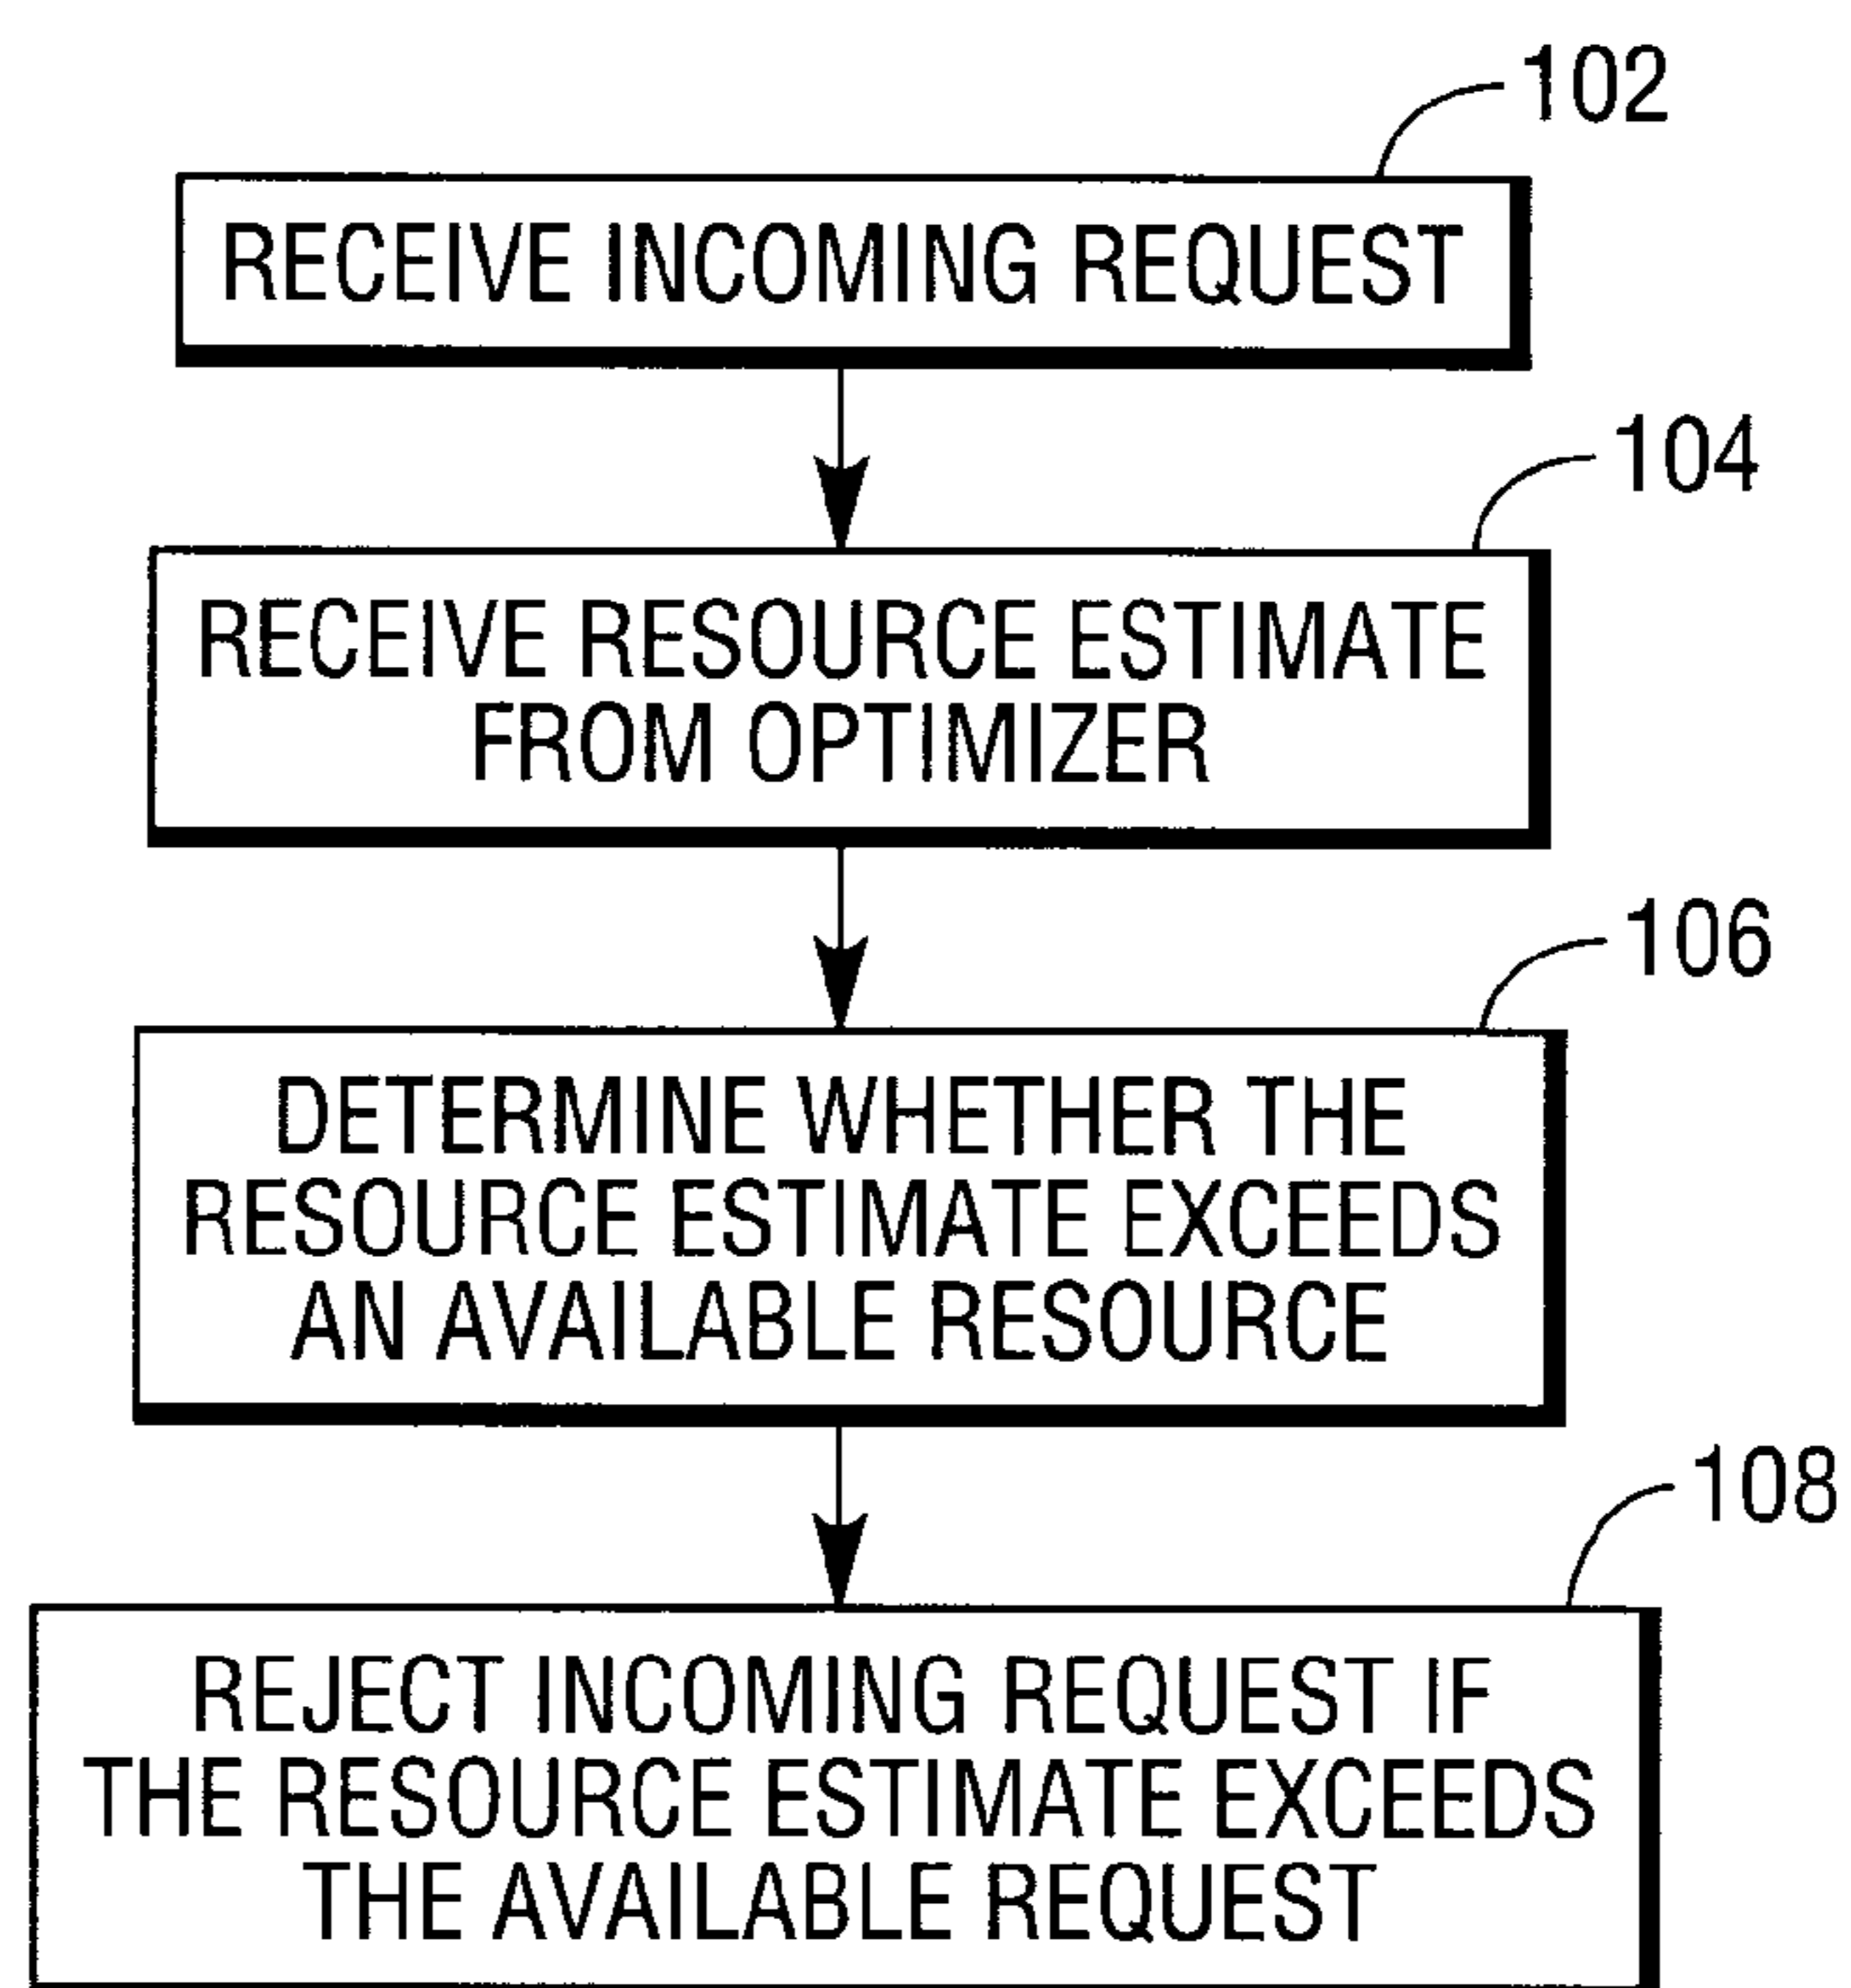 102
RECEIVE INCOMING REQUEST
104
RECEIVE RESOURCE ESTIMATE
FROM OPTIMIZER
106
DETERMINE WHETHER THE
RESOURCE ESTIMATE EXCEEDS
AN AVAILABLE RESOURCE
108
REJECT INCOMING REQUEST IF
THE RESOURCE ESTIMATE EXCEEDS
THE AVAILABLE REQUEST